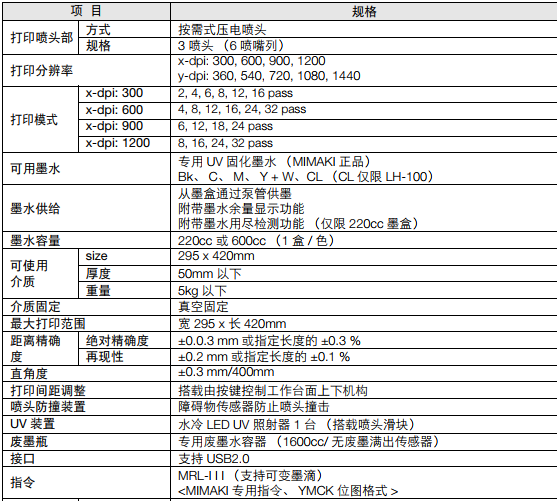 项 目 规格
打印喷头部 方式 按需式压电喷头
规格 3 喷头 （6 喷嘴列）
打印分辨率 x-dpi: 300, 600, 900, 1200
y-dpi: 360, 540, 720, 1080, 1440
打印模式 x-dpi: 300 2, 4, 6, 8, 12, 16 pass
x-dpi: 600 4, 8, 12, 16, 24, 32 pass
x-dpi: 900 6, 12, 18, 24 pass
x-dpi: 1200 8, 16, 24, 32 pass
可用墨水 专用 UV 固化墨水 （MIMAKI 正品）
Bk、 C、 M、 Y + W、CL （CL 仅限 LH-100）
墨水供给 从墨盒通过泵管供墨
附带墨水余量显示功能
附带墨水用尽检测功能 （仅限 220cc 墨盒）
墨水容量 220cc 或 600cc （1 盒 / 色）
可使用介质 size 295 x 420mm
厚度 50mm 以下
重量 5kg 以下
介质固定 真空固定
最大打印范围 宽 295 x 长 420mm
距离精确度 绝对精确度 ±0.0.3 mm 或指定长度的 ±0.3 %
再现性 ±0.2 mm 或指定长度的 ±0.1 %
直角度 ±0.3 mm/400mm
打印间距调整 搭载由按键控制工作台面上下机构
喷头防撞装置 障碍物传感器防止喷头撞击
UV 装置 水冷 LED UV 照射器 1 台 （搭载喷头滑块）
废墨瓶 专用废墨水容器 （1600cc/ 无废墨满出传感器）
接口 支持 USB2.0
指令 MRL-I I I （支持可变墨滴）
<MIMAKI 专用指令、 YMCK 位图格式 >